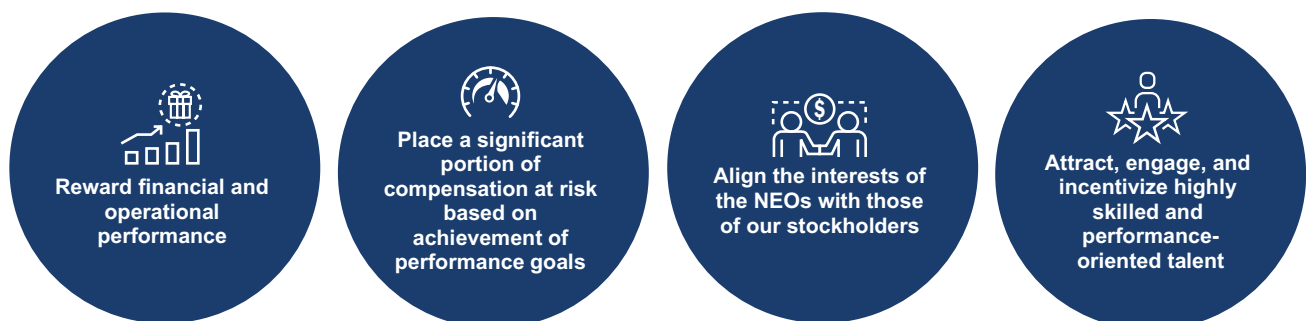 Reward financial and
operational
performance
Place a significant
portion of
compensation at risk
based on
achievement of
performance goals
$
Align the interests of
the NEOs with those
of our stockholders
Attract, engage, and
incentivize highly
skilled and
performance-
oriented talent